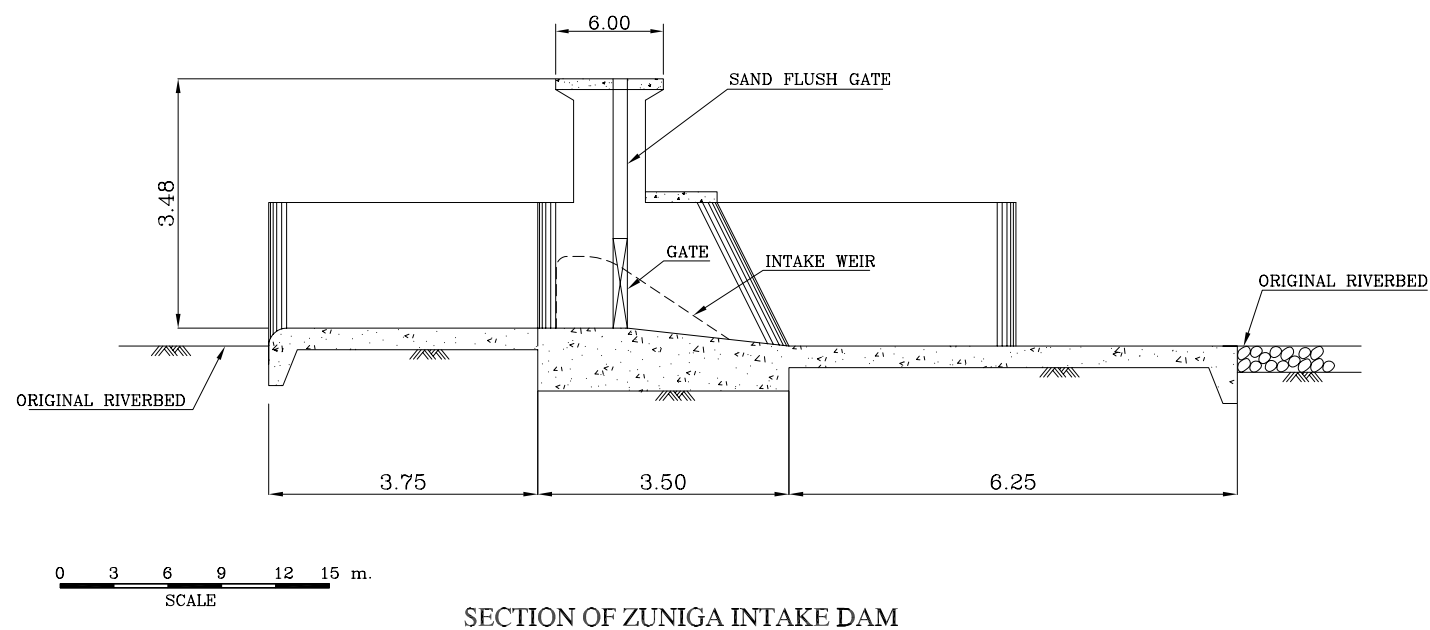 6.00
SAND FLUSH GATE
3.48
GATE
INTAKE WEIR
ORIGINAL RIVERBED
ORIGINAL RIVERBED
3.75
3.50
6.25
0 3 6 9 12 15 m.
SCALE
SECTION OF ZUNIGA INTAKE DAM